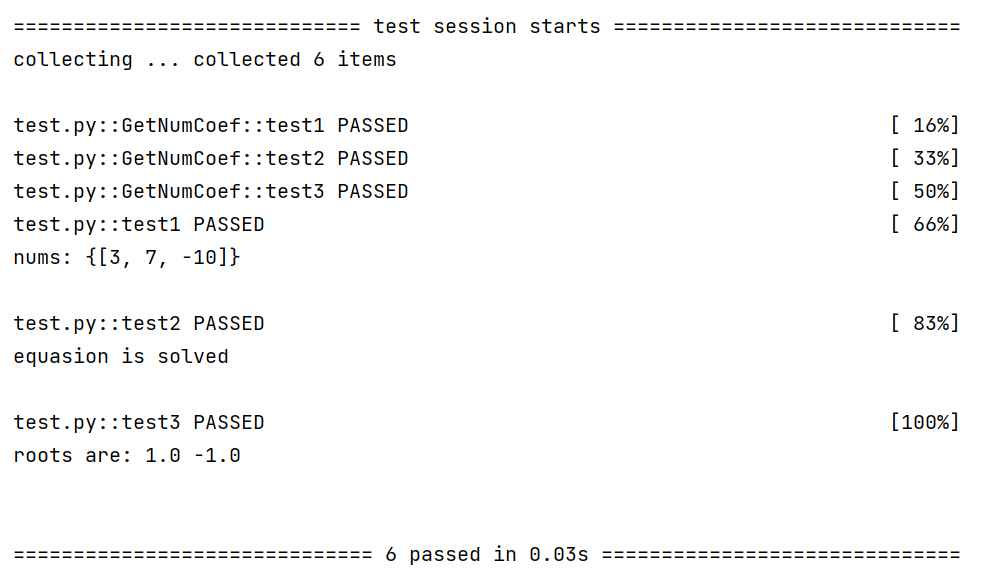 ============================= test session starts =============================
collecting ... collected 6 items
test.py::GetNumCoef::test1 PASSED [ 16%]
test.py::GetNumCoef::test2 PASSED [ 33%]
test.py::GetNumCoef::test3 PASSED [ 50%]
test.py::test1 PASSED [ 66%]
nums: {[3, 7, -10]}
test.py::test2 PASSED [ 83%]
equasion is solved
test.py::test3 PASSED [100%]
roots are: 1.0 -1.0
============================== 6 passed in 0.03s ==============================